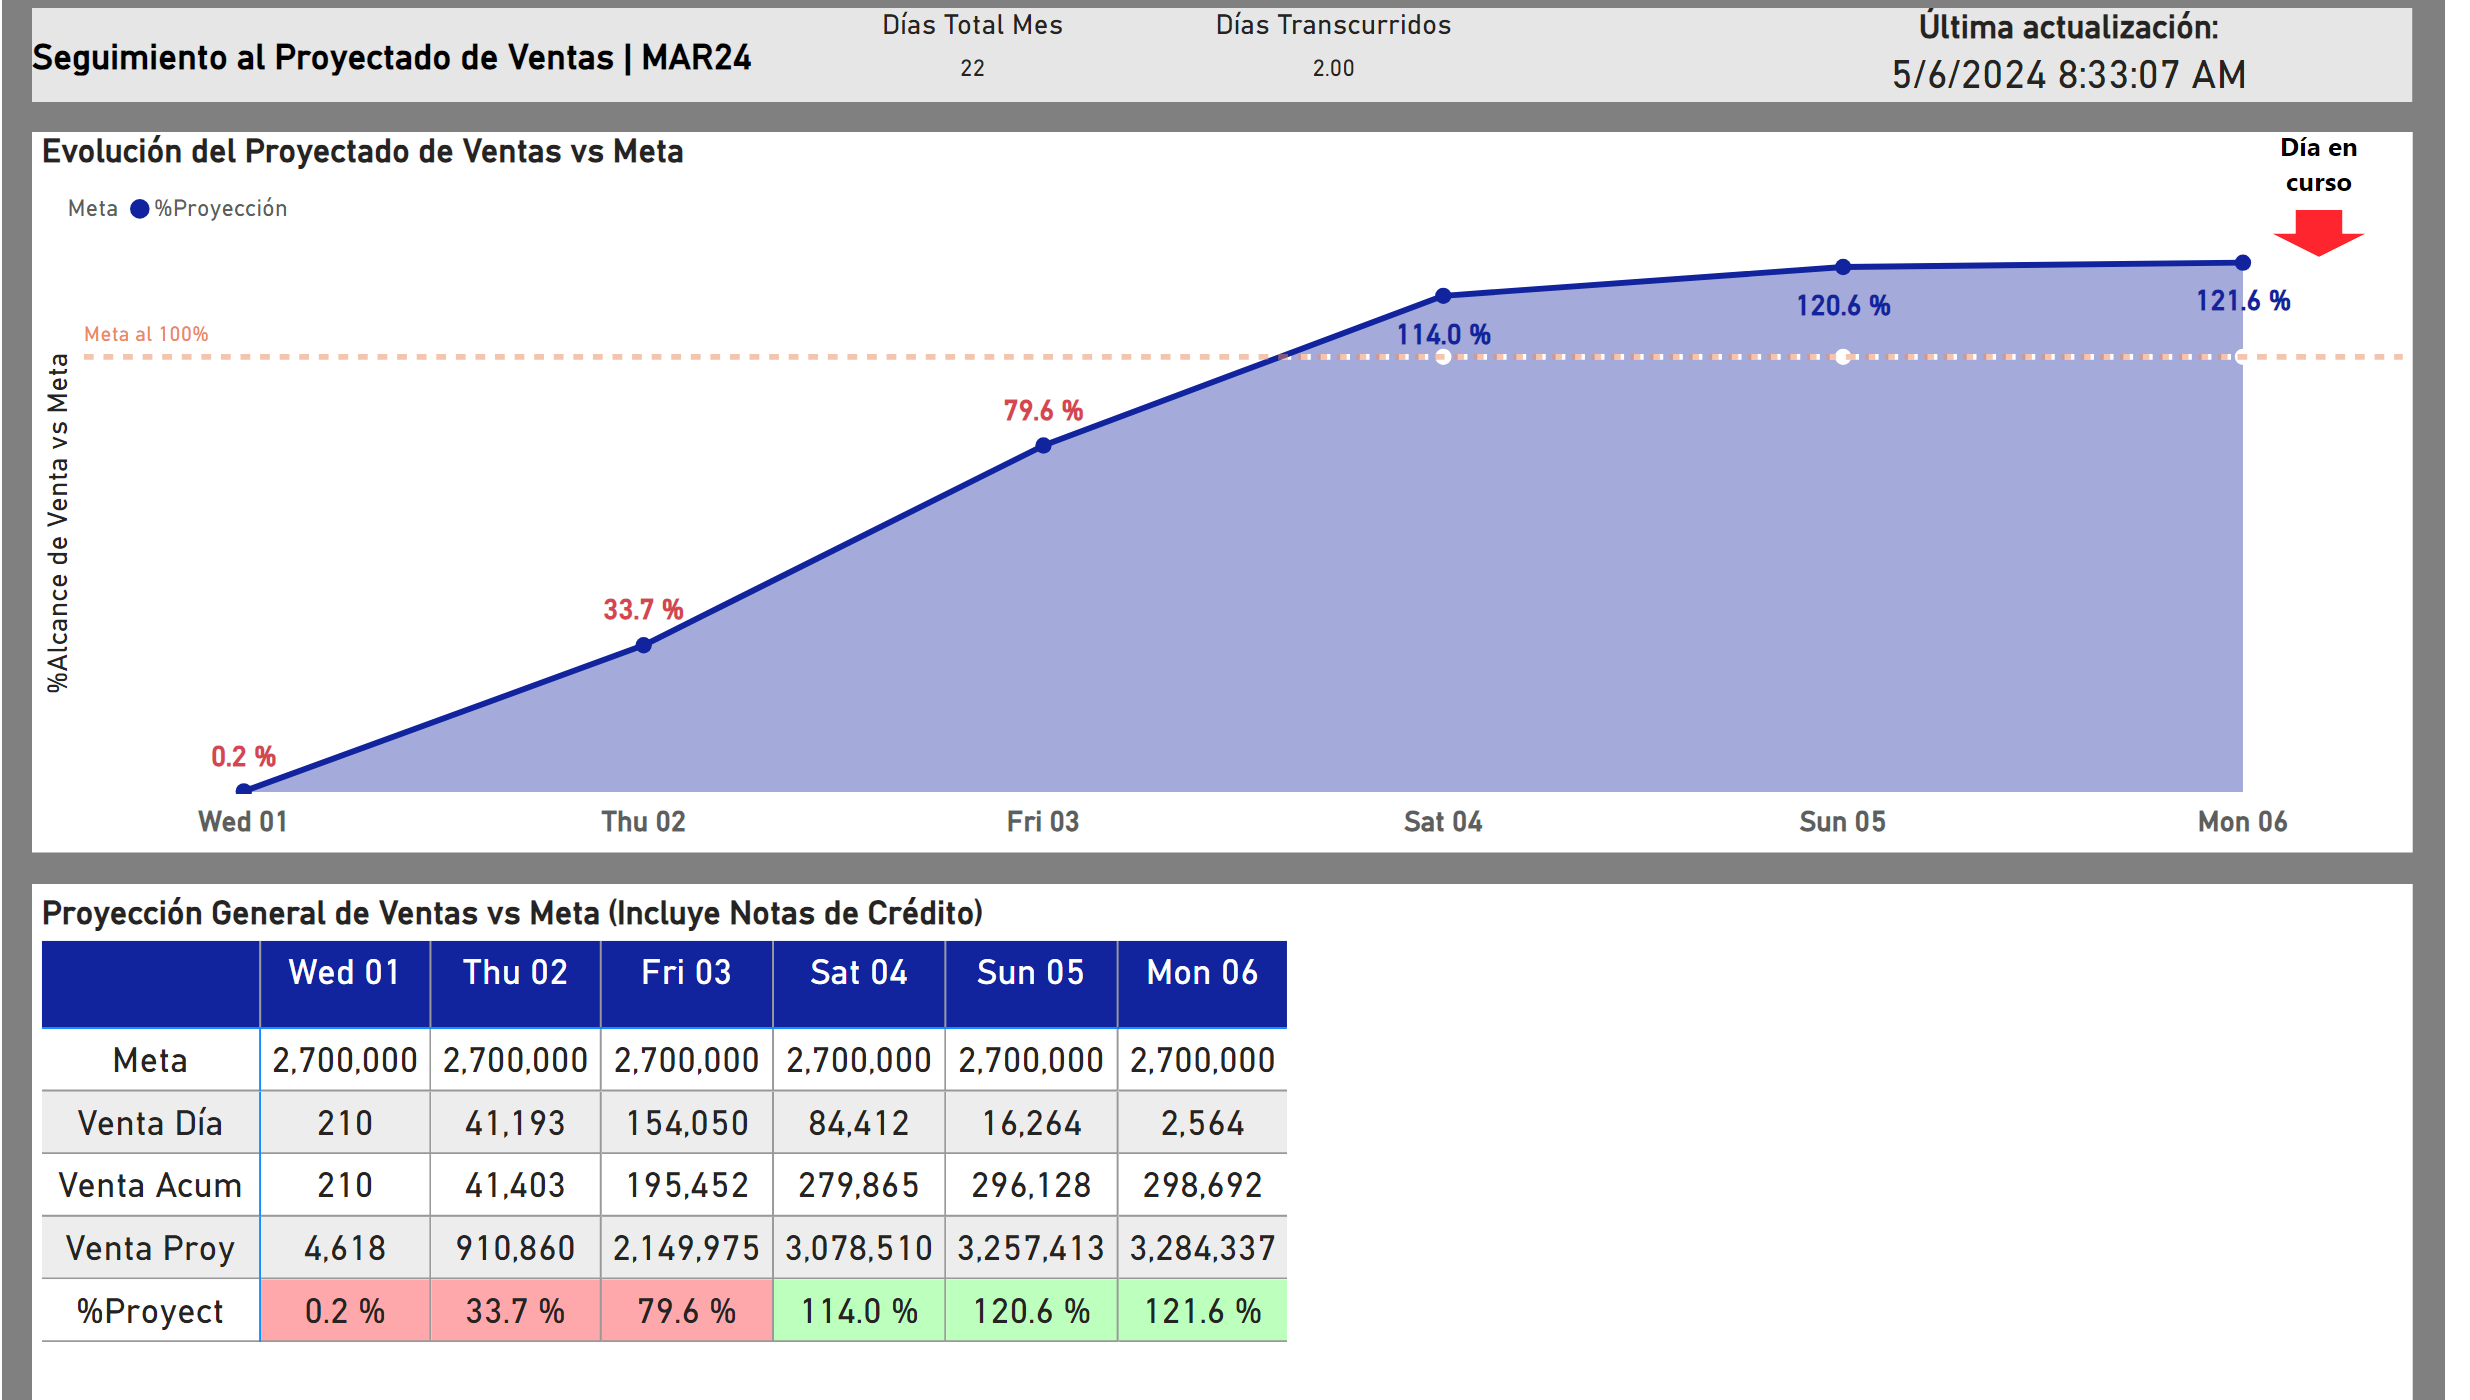 Seguimiento al Proyectado de Ventas | MAR24
Días Total Mes
22
Días Transcurridos
2.00
Última actualización:
5/6/2024 8:33:07 AM
Evolución del Proyectado de Ventas vs Meta
Meta %Proyección
Día en
curso
Meta al 100%
%Alcance de Venta vs Meta
0.2 %
33.7 %
79.6 %
114.0 %
120.6 %
121.6 %
Wed 01 Thu 02 Fri 03 Sat 04 Sun 05 Mon 06
Proyección General de Ventas vs Meta (Incluye Notas de Crédito)
Wed 01 Thu 02 Fri 03 Sat 04 Sun 05 Mon 06
Meta 2,700,000 2,700,000 2,700,000 2,700,000 2,700,000 2,700,000
Venta Día 210 41,193 154,050 84,412 16,264 2,564
Venta Acum 210 41,403 195,452 279,865 296,128 298,692
Venta Proy 4,618 910,860 2,149,975 3,078,510 3,257,413 3,284,337
%Proyect 0.2 % 33.7 % 79.6 % 114.0 % 120.6 % 121.6 %